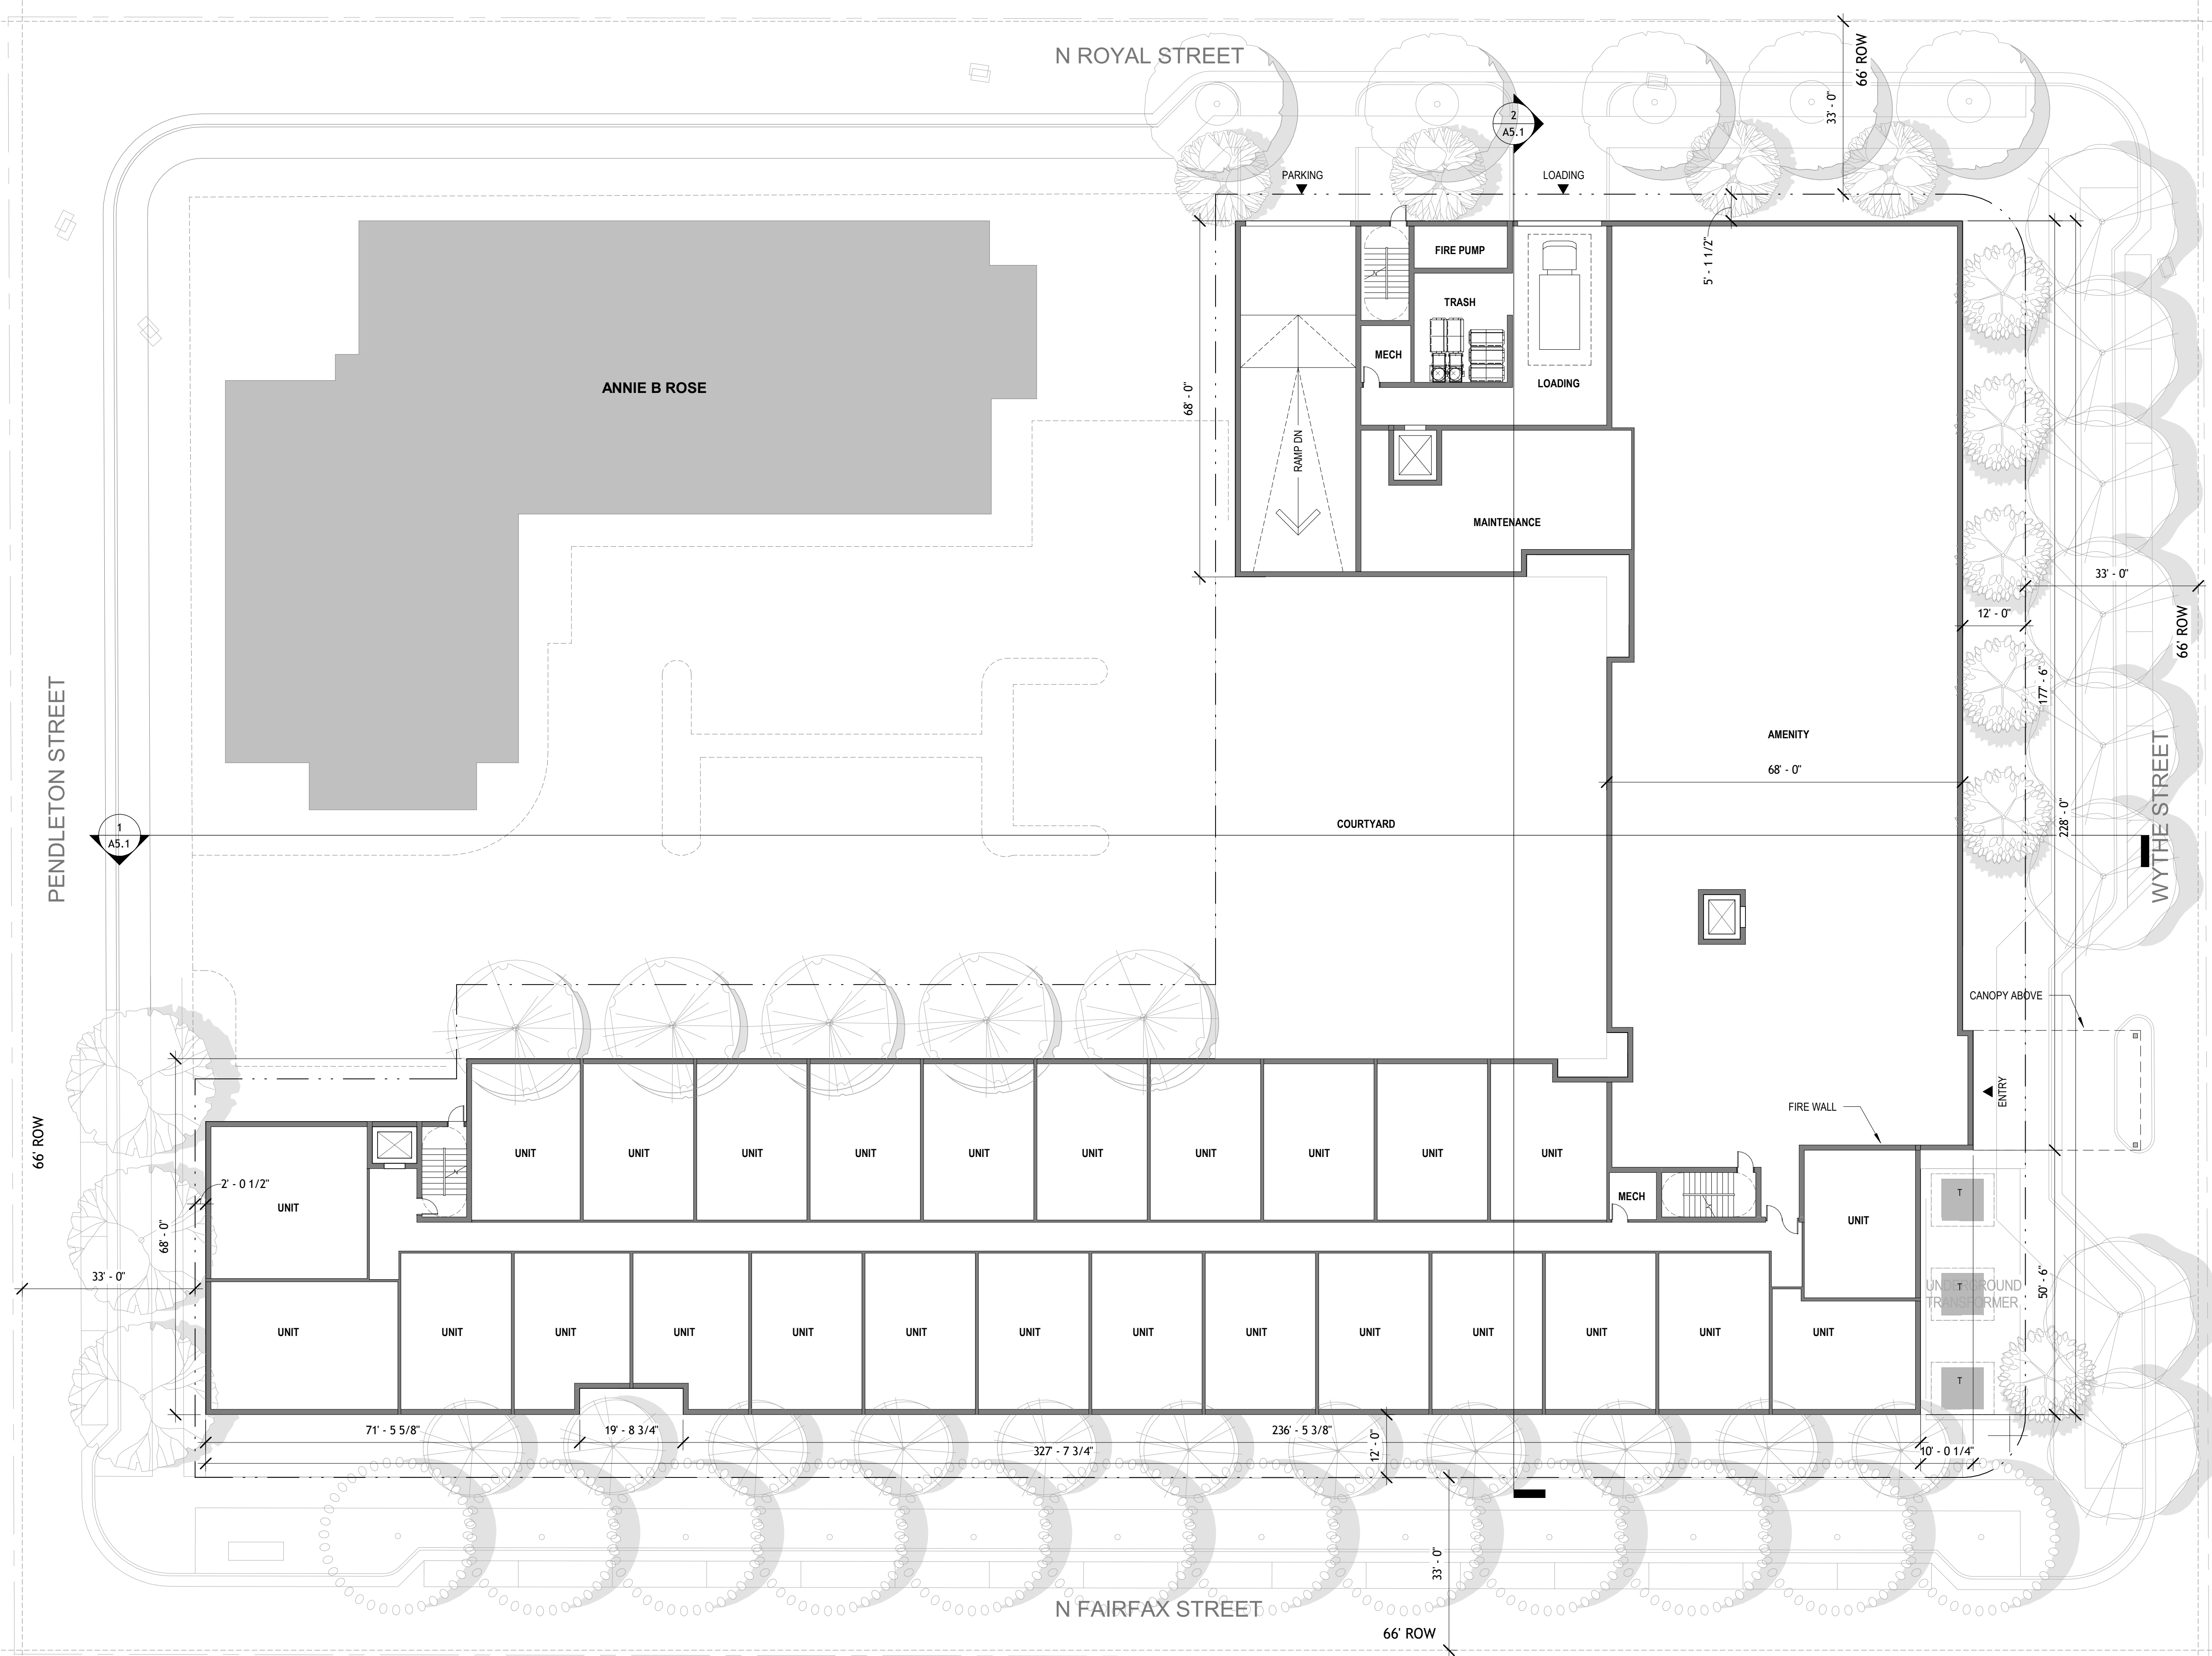 N ROYAL STREET
66' ROW
33' - 0"
2
A5.1
PARKING
LOADING
FIRE PUMP
5' - 1 1/2"
TRASH
MECH
LOADING
ANNIE B ROSE
68' - 0"
RAMP DN
MAINTENANCE
33' - 0"
12' - 0"
66' ROW
177' - 6"
AMENITY
68' - 0"
PENDLETON STREET
WYTHE STREET
228' - 0"
COURTYARD
1
A5.1
CANOPY ABOVE
ENTRY
FIRE WALL
66' ROW
UNIT
UNIT
UNIT
UNIT
UNIT
UNIT
UNIT
UNIT
UNIT
UNIT
2' - 0 1/2"
UNIT
MECH
T
UNIT
68' - 0"
33' - 0"
UNDERGROUND
TRANSFORMER
T
50' - 6"
UNIT
UNIT
UNIT
UNIT
UNIT
UNIT
UNIT
UNIT
UNIT
UNIT
UNIT
UNIT
UNIT
UNIT
T
71' - 5 5/8"
19' - 8 3/4"
236' - 5 3/8"
12' - 0"
327' - 7 3/4"
10' - 0 1/4"
33' - 0"
N FAIRFAX STREET
66' ROW